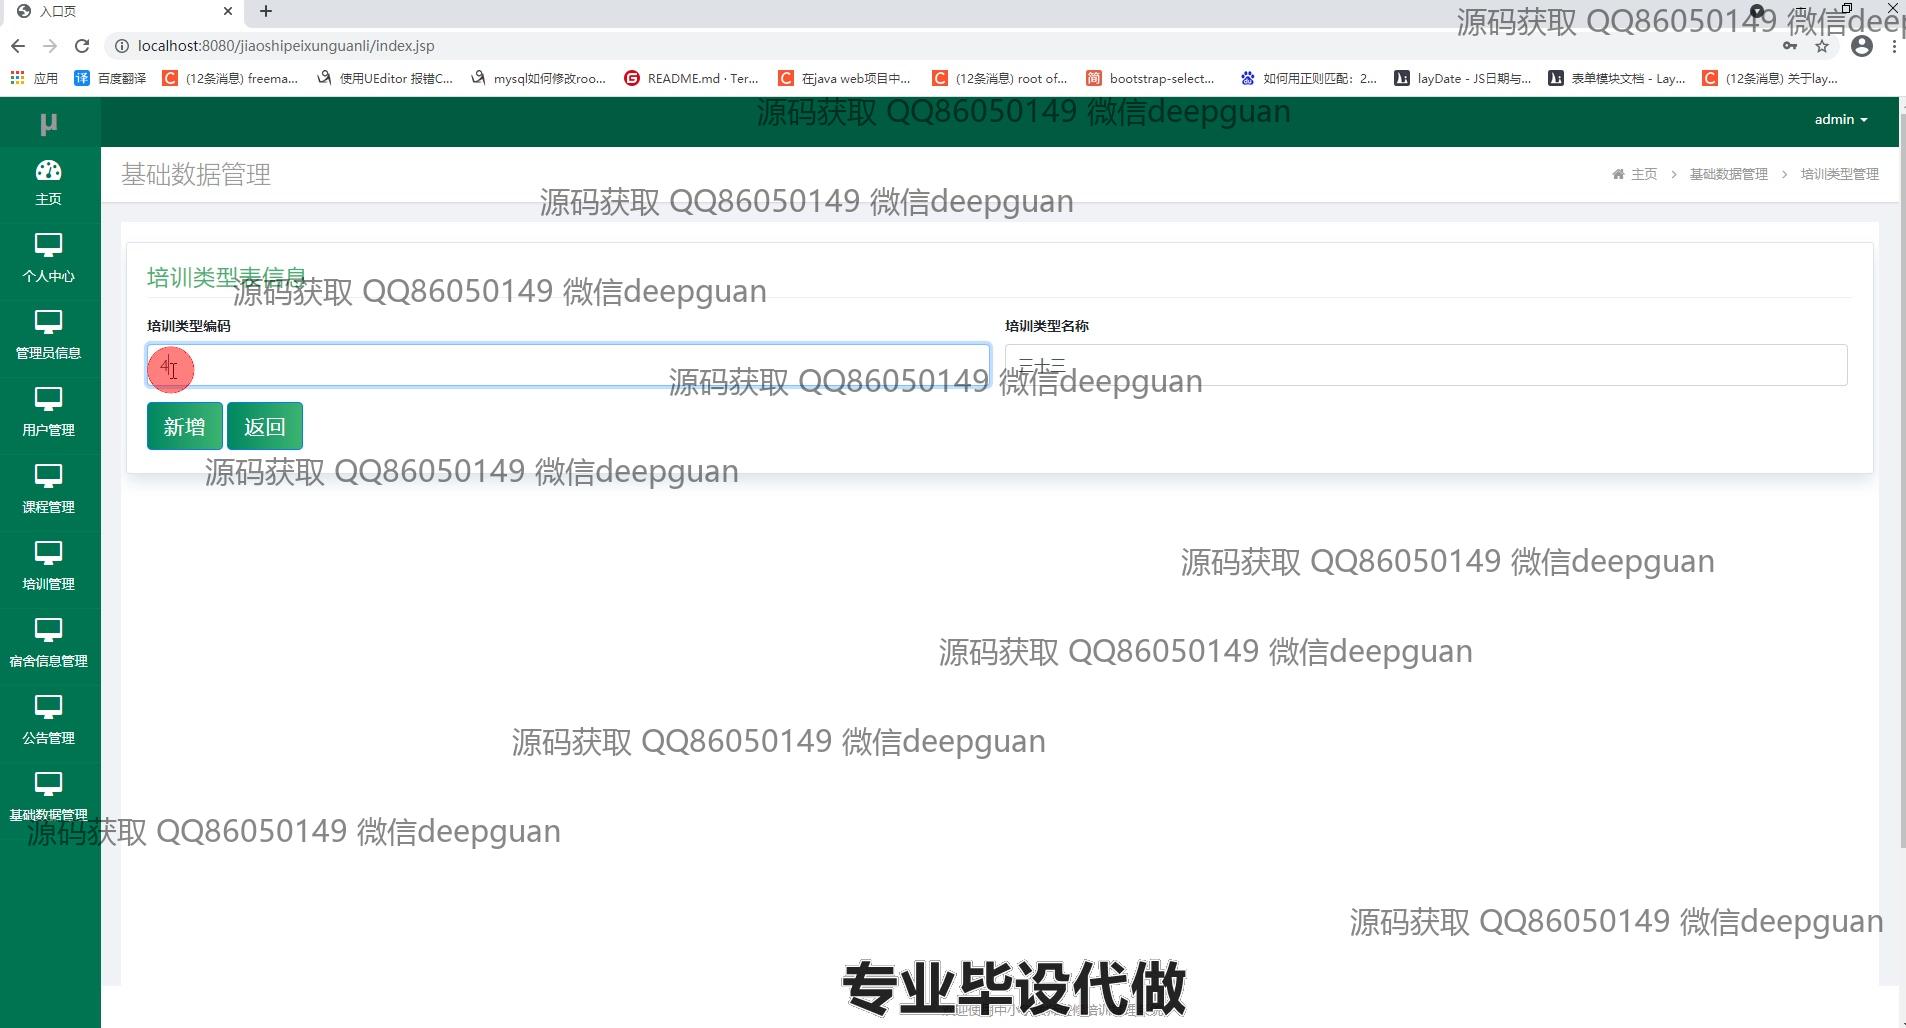 入口页
源码获取 QQ86050149 微信deep
localhost:8080/jiaoshipeixunguanli/index.jsp
应用
百度翻译
(12条消息) freema...
使用UEditor 报错C...
mysql如何修改roo...
README.md · Ter...
在java web项目中...
(12条消息) root of...
bootstrap-select...
如何用正则匹配：2...
layDate - JS日期与...
表单模块文档 - Lay...
(12条消息) 关于lay...
源码获取 QQ86050149 微信deepguan
μ
admin
主页
基础数据管理
主页 > 基础数据管理 > 培训类型管理
源码获取 QQ86050149 微信deepguan
个人中心
培训类型表信息
源码获取 QQ86050149 微信deepguan
培训类型编码
培训类型名称
管理员信息
4
三十三
源码获取 QQ86050149 微信deepguan
新增
返回
用户管理
源码获取 QQ86050149 微信deepguan
课程管理
源码获取 QQ86050149 微信deepguan
培训管理
源码获取 QQ86050149 微信deepguan
宿舍信息管理
公告管理
源码获取 QQ86050149 微信deepguan
基础数据管理
源码获取 QQ86050149 微信deepguan
源码获取 QQ86050149 微信deepguan
专业毕设代做